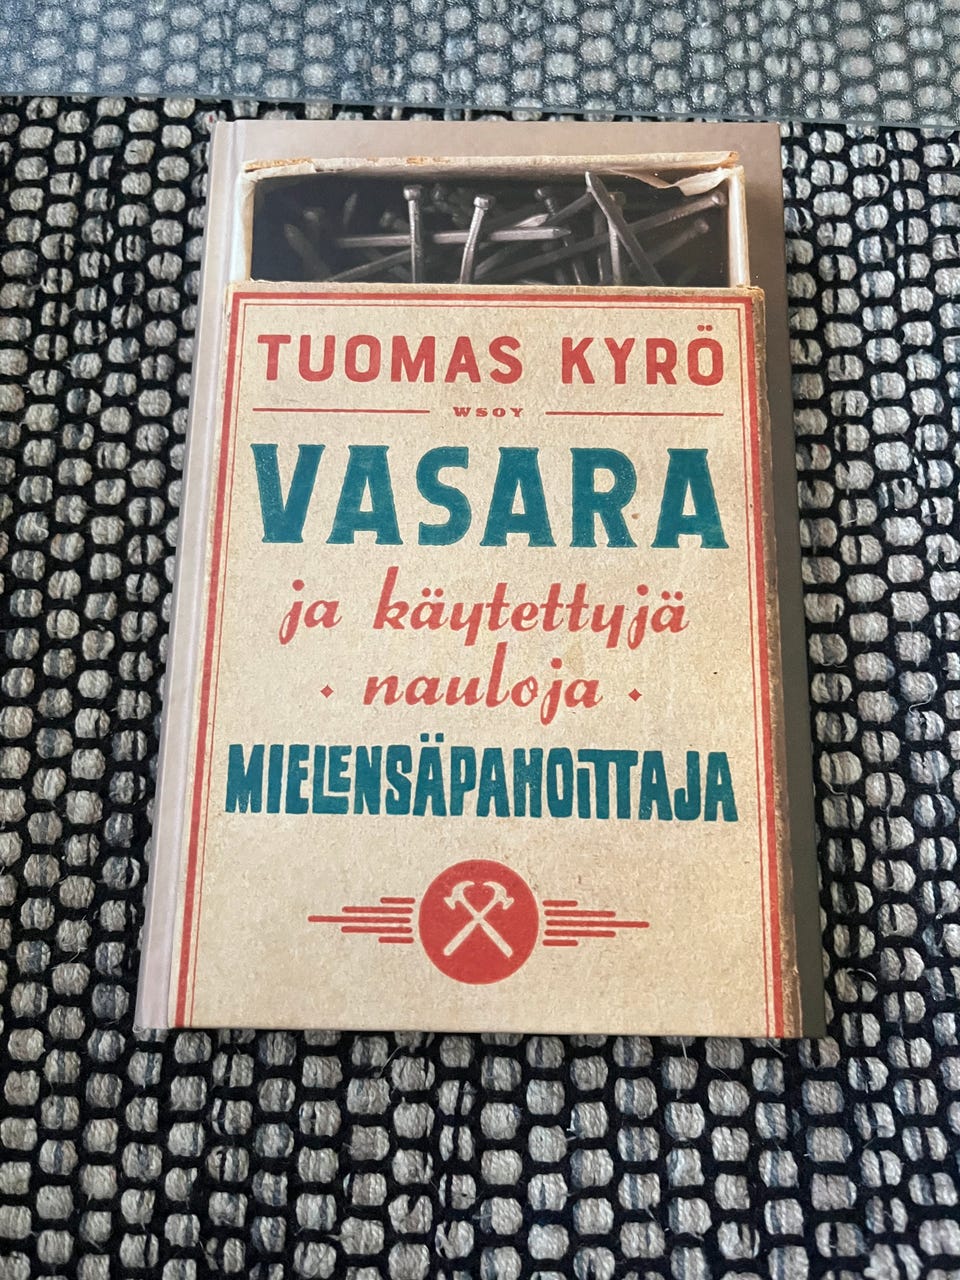 TUOMAS KYRÖ
WSOY
VASARA
ja käytettyjä
nauloja
MIELENSÄPAHOITTAJA